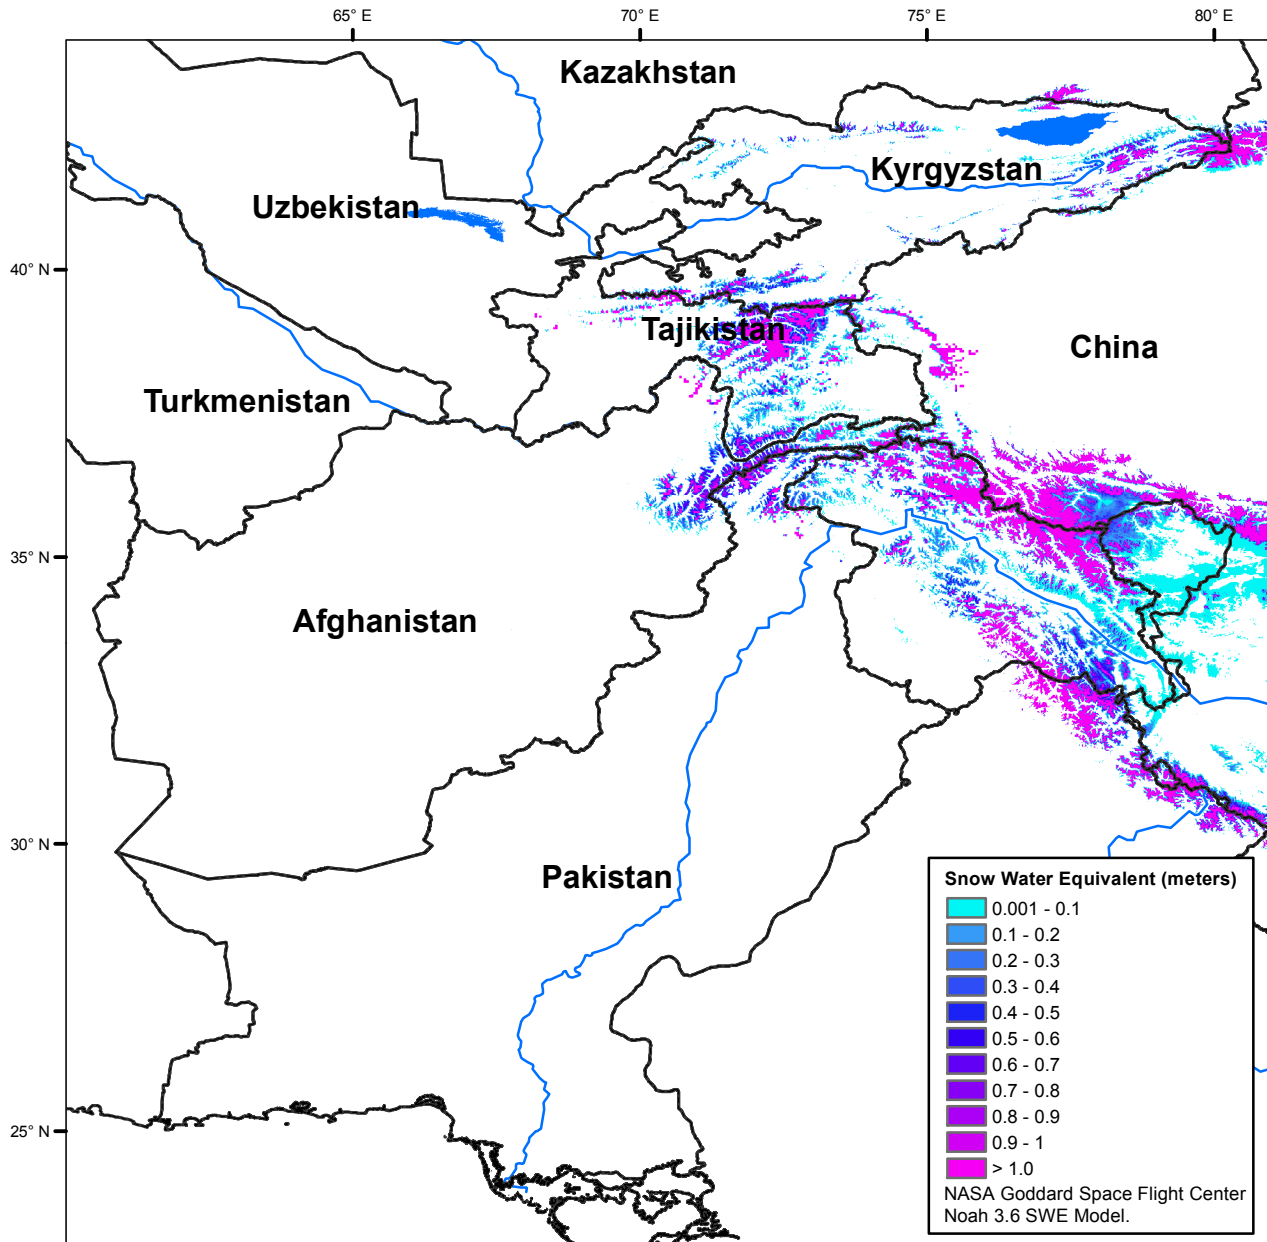 65° E
70° E
75° E
80° E
Kazakhstan
Kyrgyzstan
Uzbekistan
40° N
Tajikistan
China
Turkmenistan
35° N
Afghanistan
30° N
Pakistan
25° N
Snow Water Equivalent (meters)
0.001 - 0.1
0.1 - 0.2
0.2 - 0.3
0.3 - 0.4
0.4 - 0.5
0.5 - 0.6
0.6 - 0.7
0.7 - 0.8
0.8 - 0.9
0.9 - 1
> 1.0
NASA Goddard Space Flight Center
Noah 3.6 SWE Model.